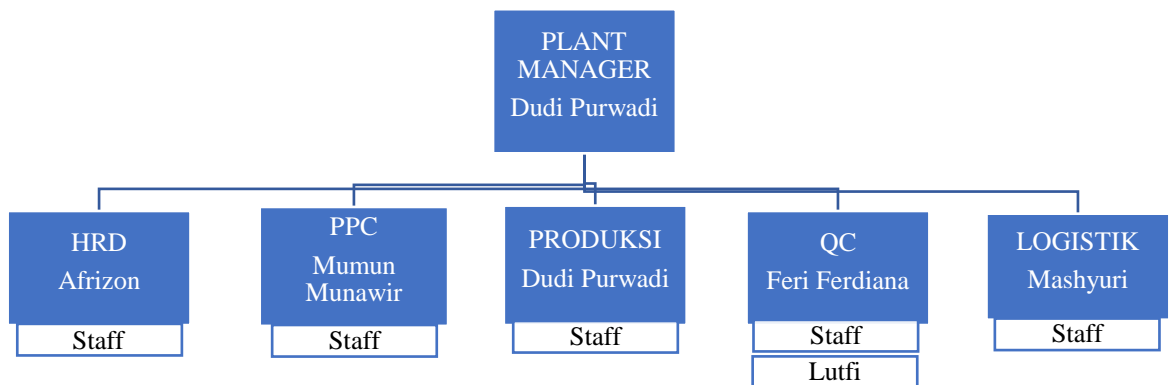 PLANT
MANAGER
Dudi Purwadi
HRD
Afrizon
Staff
PPC
Mumun
Munawir
Staff
PRODUKSI
Dudi Purwadi
Staff
QC
Feri Ferdiana
Staff
Lutfi
LOGISTIK
Mashyuri
Staff